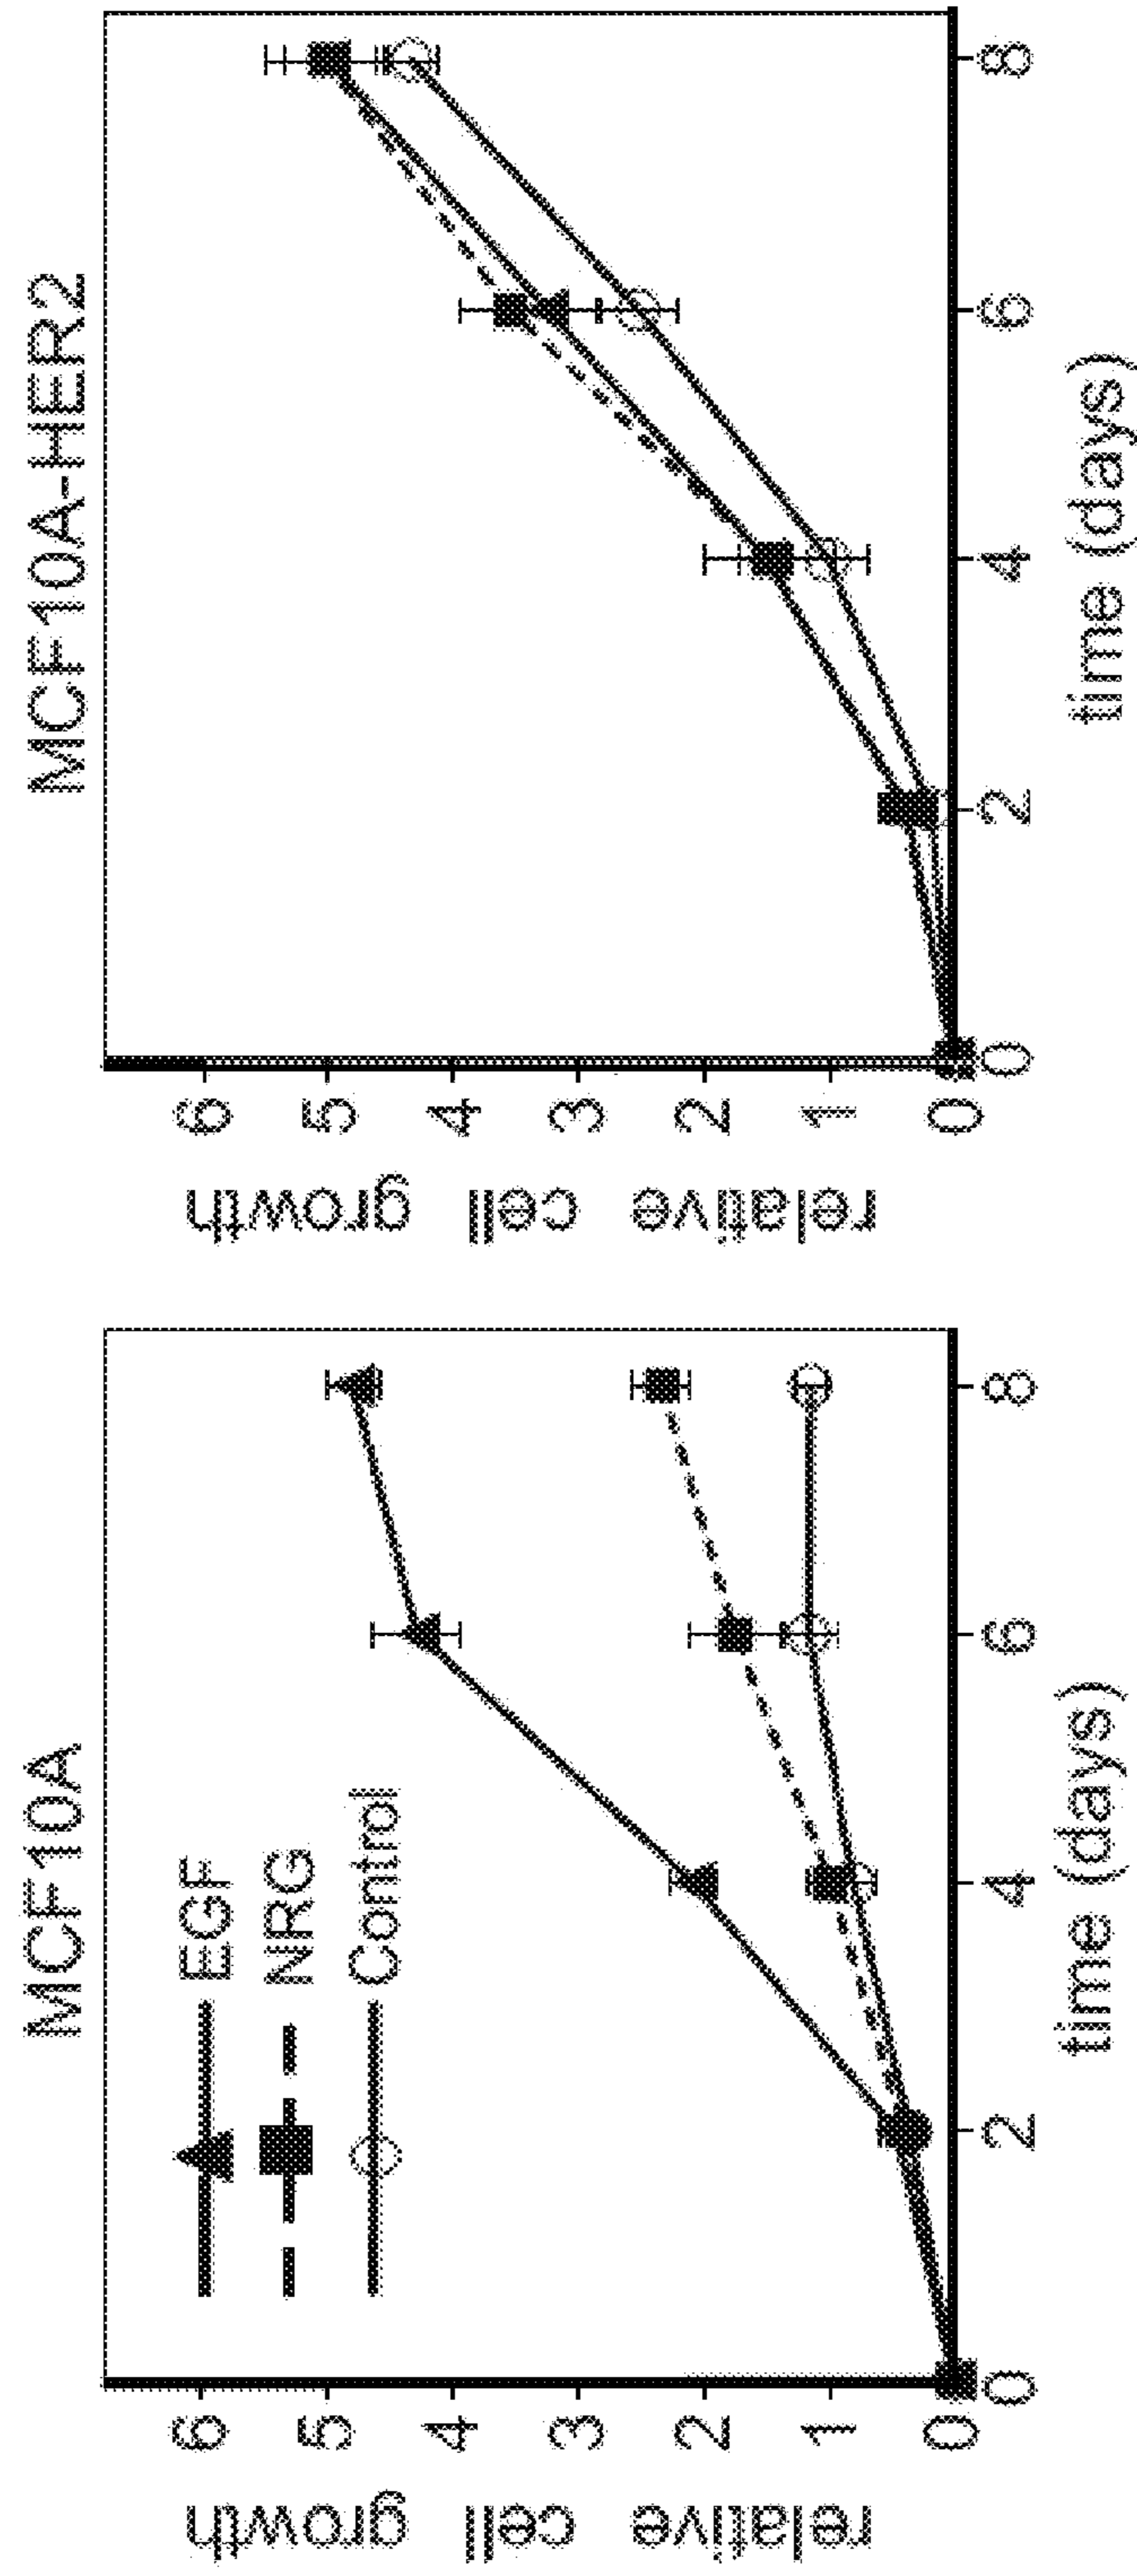 MCF10A
relative cell growth
6
5
4
3
2
1
0
EGF
NRG
Control
0 2 4 6 8
time (days)
MCF10A-HER2
relative cell growth
6
5
4
3
2
1
0
0 2 4 6 8
time (days)